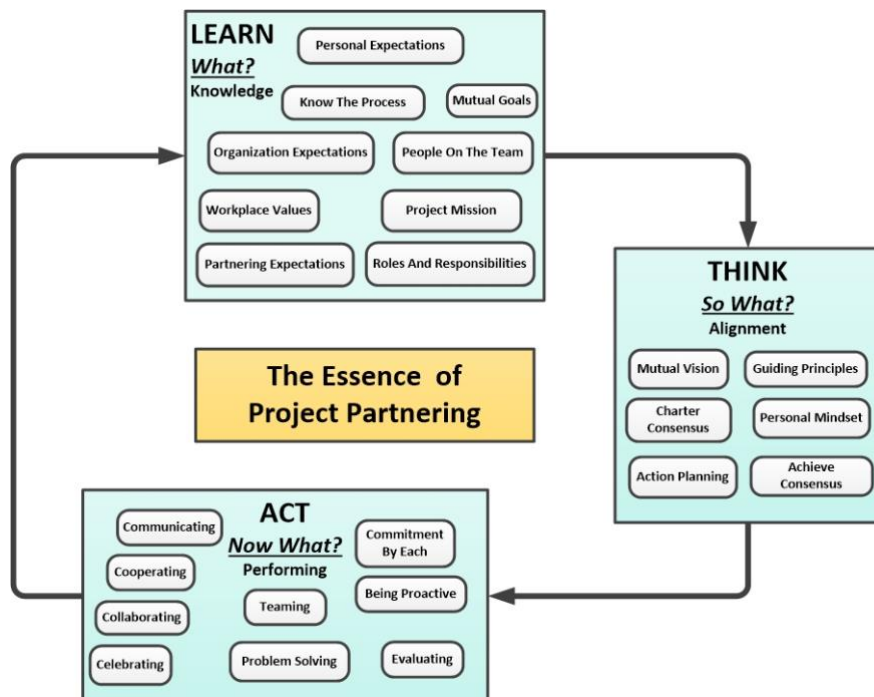 LEARN
What?
Knowledge
Personal Expectations
Know The Process
Mutual Goals
Organization Expectations
People On The Team
Workplace Values
Project Mission
Partnering Expectations
Roles And Responsibilities
THINK
So What?
Alignment
Mutual Vision
Guiding Principles
Charter
Consensus
Personal Mindset
Action Planning
Achieve
Consensus
The Essence of
Project Partnering
ACT
Now What?
Performing
Communicating
Cooperating
Collaborating
Celebrating
Teaming
Problem Solving
Commitment
By Each
Being Proactive
Evaluating